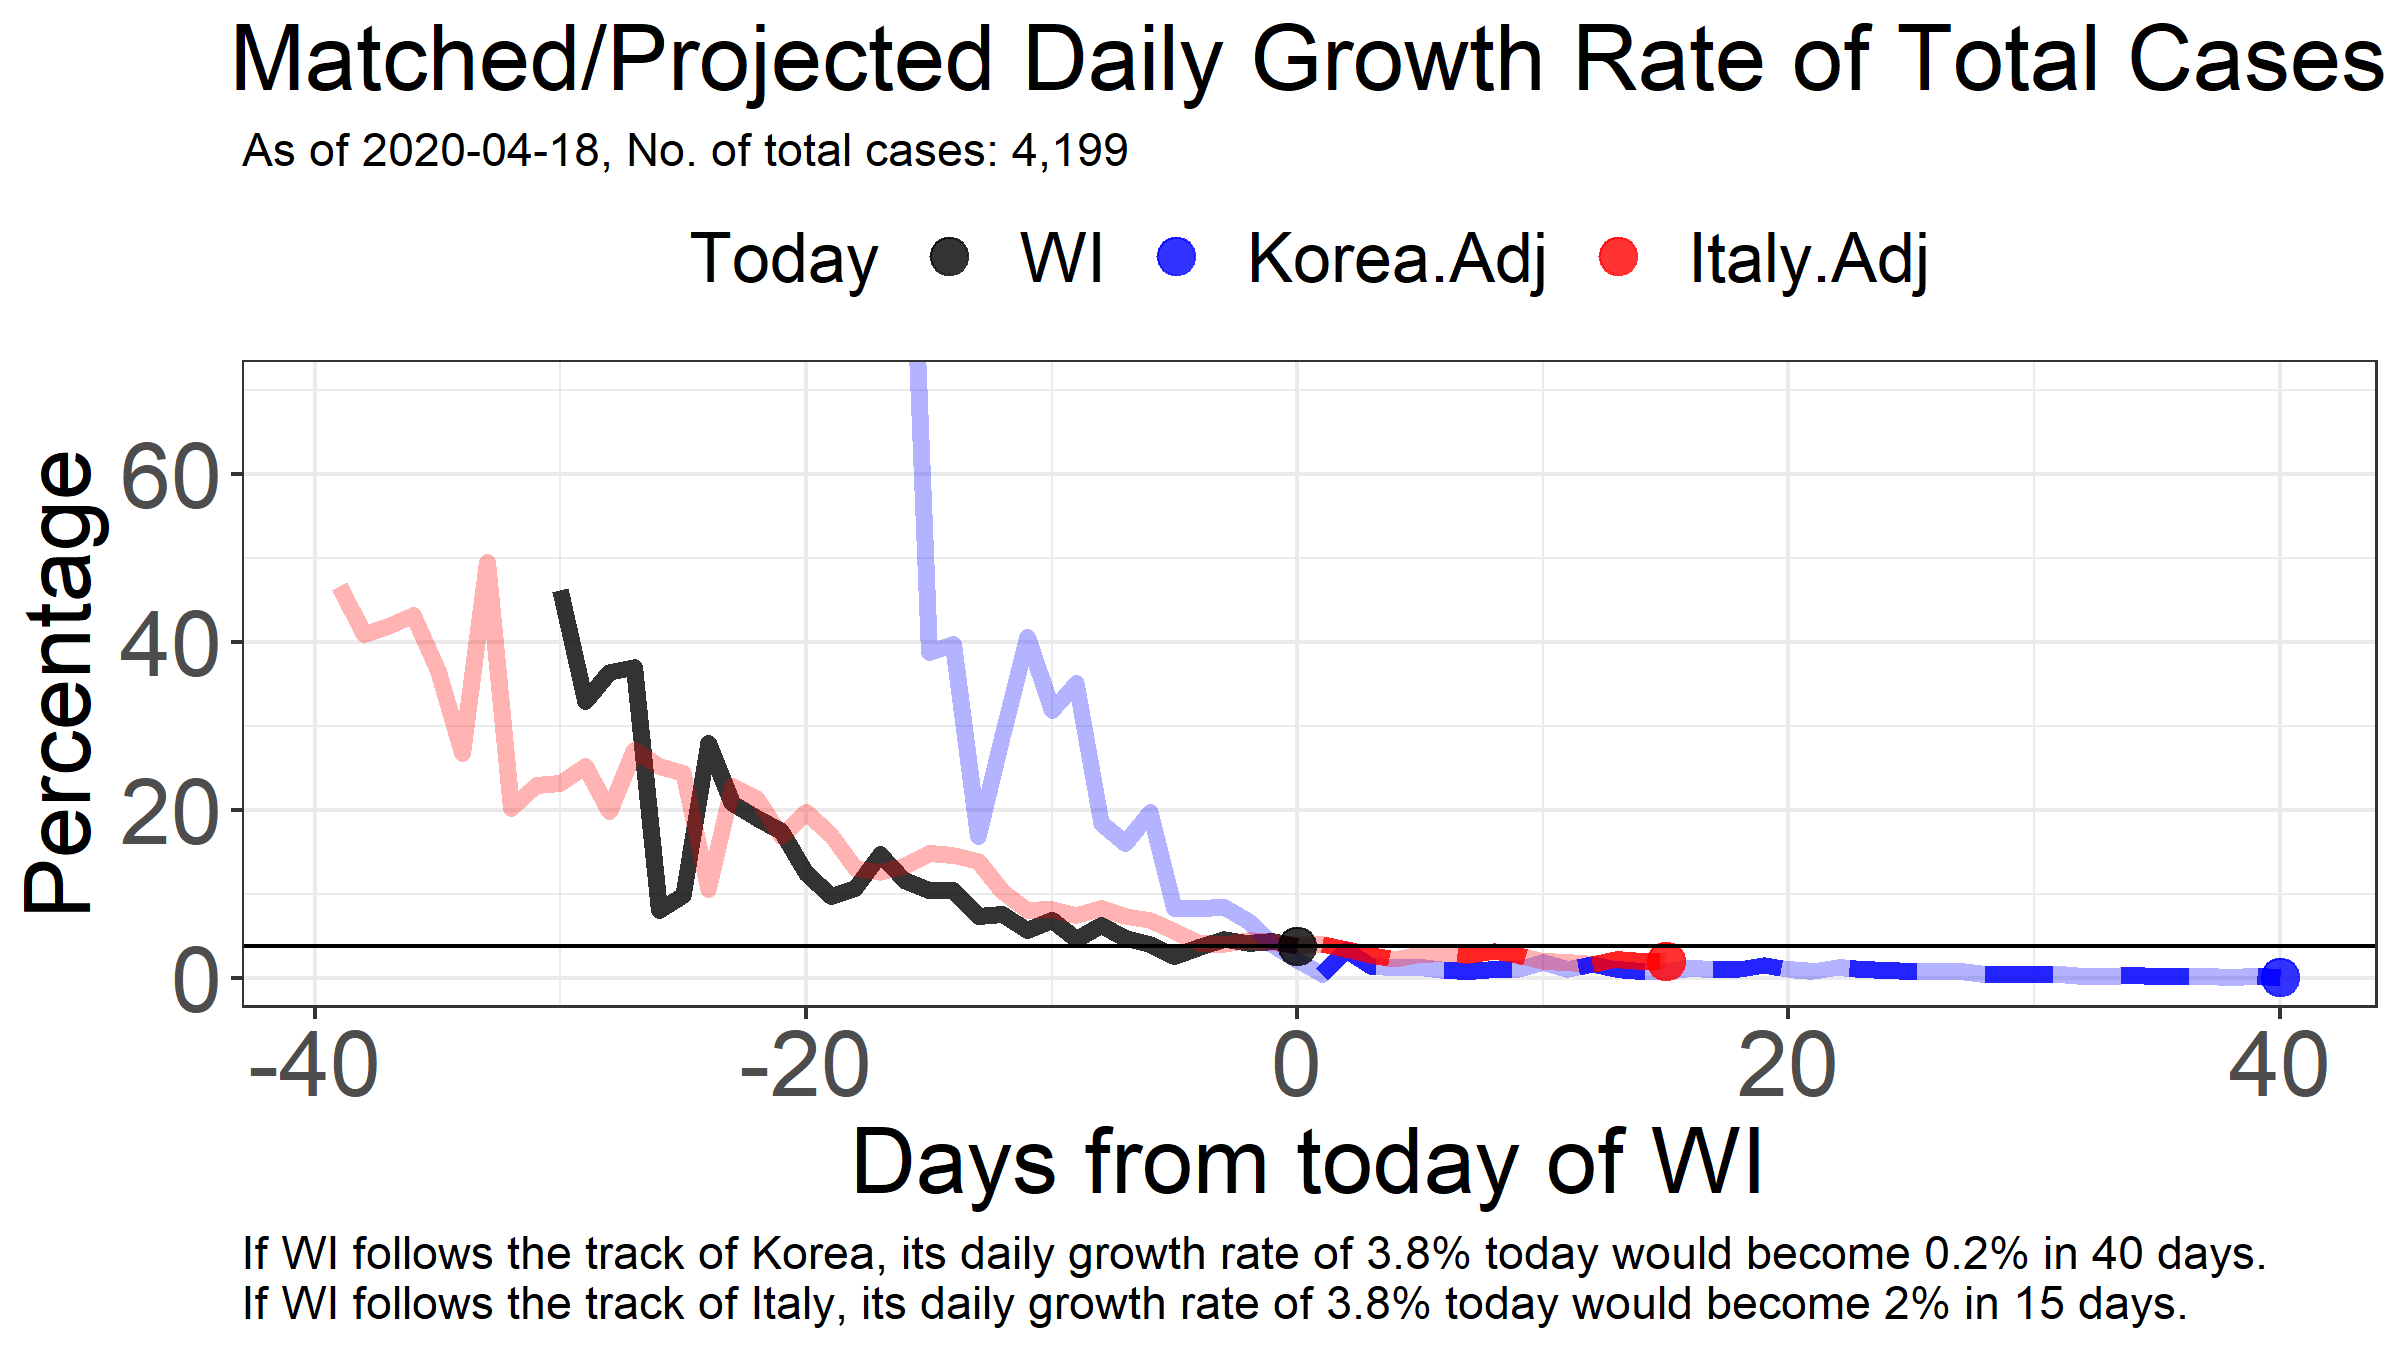 Matched/Projected Daily Growth Rate of Total Cases
As of 2020-04-18, No. of total cases: 4,199
Today WI Korea.Adj Italy.Adj
Percentage
60
40
20
0
-40 -20 0 20 40
Days from today of WI
If WI follows the track of Korea, its daily growth rate of 3.8% today would become 0.2% in 40 days.
If WI follows the track of Italy, its daily growth rate of 3.8% today would become 2% in 15 days.